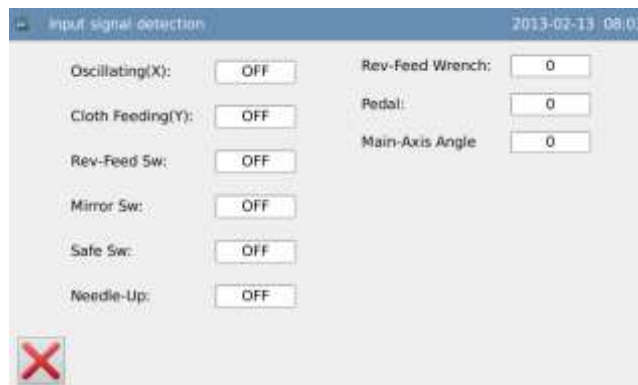 Input signal detection 2013-02-13 08:0
Oscillating(X): OFF
Cloth Feeding(Y): OFF
Rev-Feed Sw: OFF
Mirror Sw: OFF
Safe Sw: OFF
Needle-Up: OFF
Rev-Feed Wrench: 0
Pedal: 0
Main-Axis Angle 0